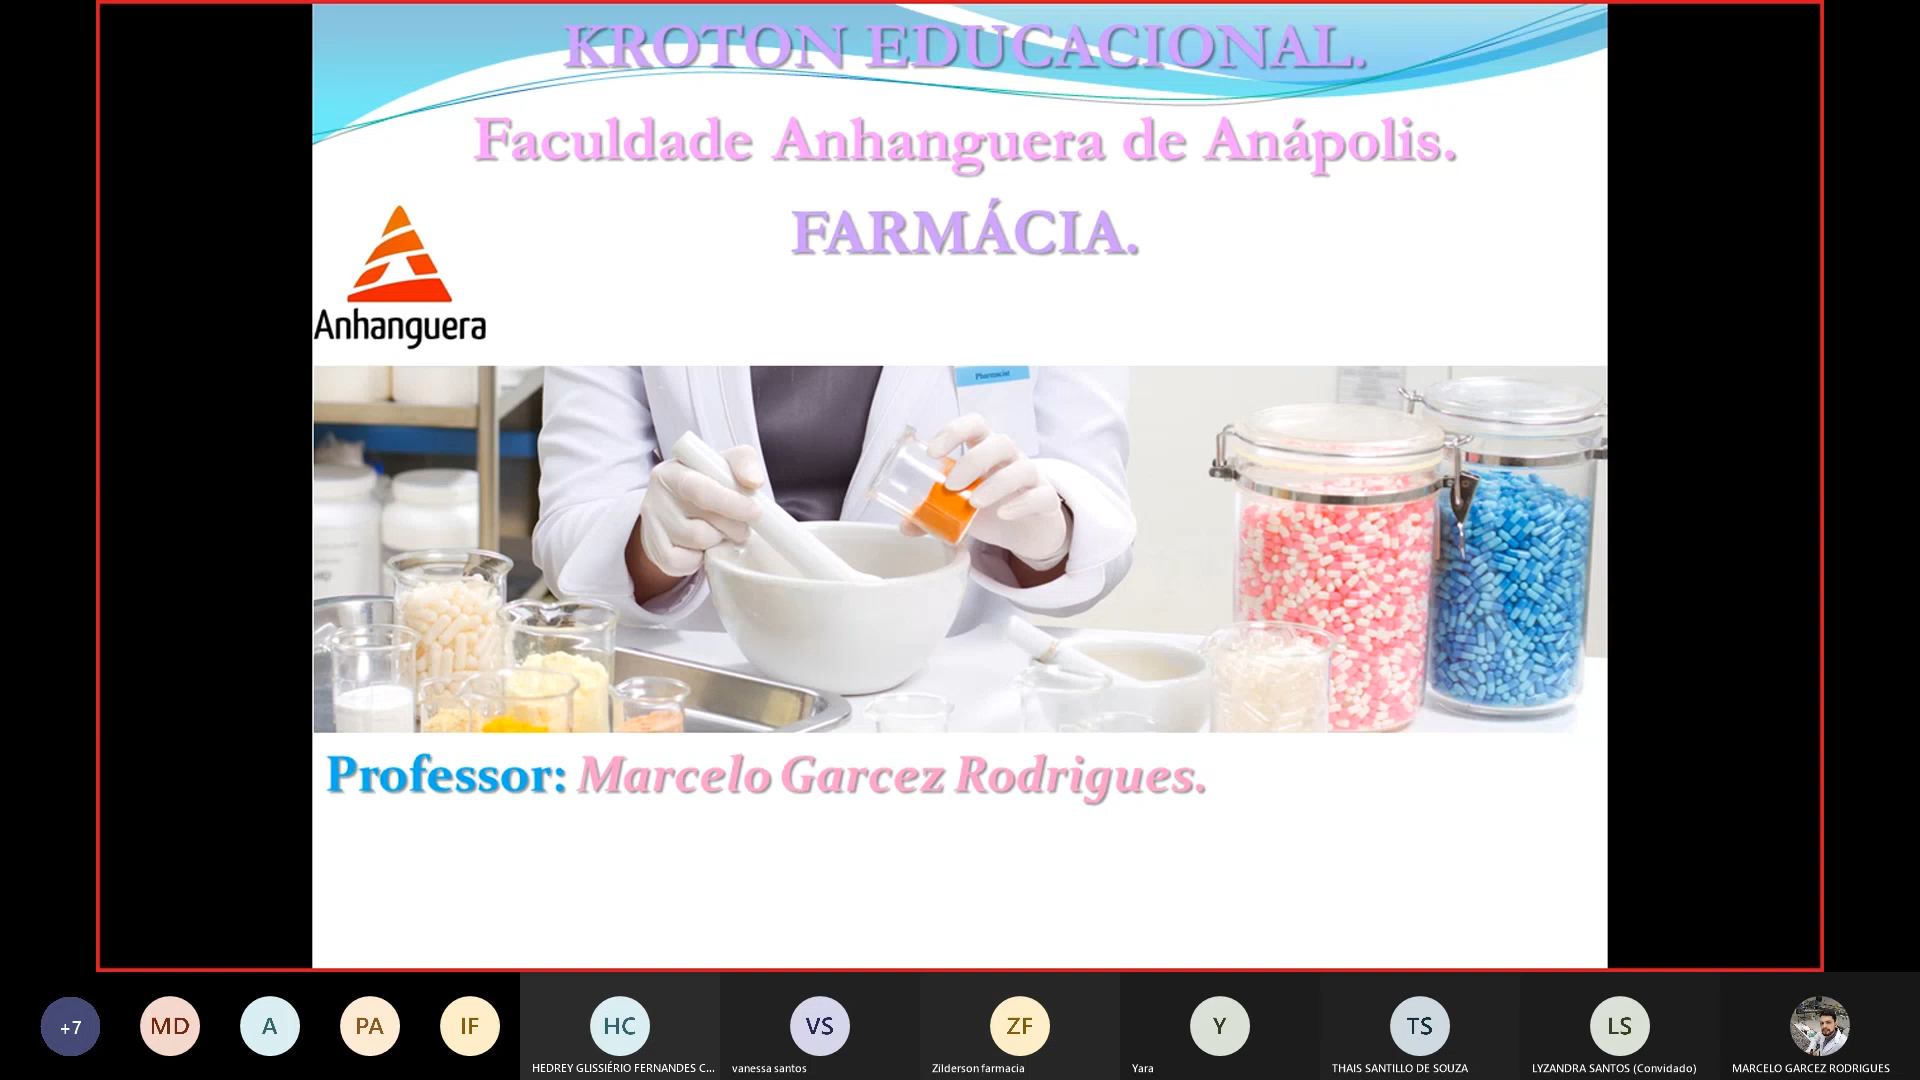 KROTON EDUCACIONAL.
Faculdade Anhanguera de Anápolis.
FARMÁCIA.
Anhanguera
Pharmacist
Professor: Marcelo Garcez Rodrigues.
+7
MD
A
PA
IF
HC
VS
ZF
Y
TS
LS
HEDREY GLISSIÉRIO FERNANDES C...
vanessa santos
Zilderson farmacia
Yara
THAIS SANTILLO DE SOUZA
LYZANDRA SANTOS (Convidado)
MARCELO GARCEZ RODRIGUES